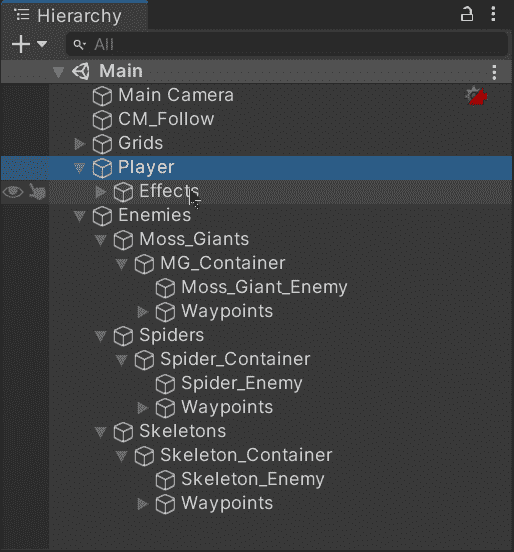 Hierarchy
All
Main
Main Camera
CM_Follow
Grids
Player
Effects
Enemies
Moss_Giants
MG_Container
Moss_Giant_Enemy
Waypoints
Spiders
Spider_Container
Spider_Enemy
Waypoints
Skeletons
Skeleton_Container
Skeleton_Enemy
Waypoints